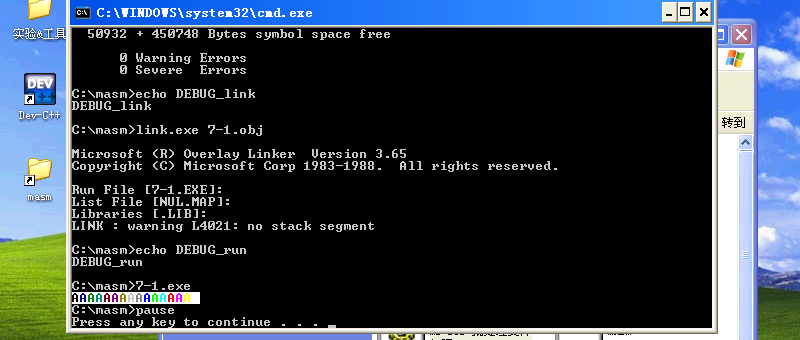 C:\WINDOWS\system32\cmd.exe
实验&工具
50932 + 450748 Bytes symbol space free
0 Warning Errors
0 Severe  Errors
C:\masm>echo DEBUG_link
DEBUG_link
Dev-C++
C:\masm>link.exe 7-1.obj
转到
Microsoft (R) Overlay Linker  Version 3.65
Copyright (C) Microsoft Corp 1983-1988.  All rights reserved.
Run File [7-1.EXE]:
List File [NUL.MAP]:
masm
Libraries [.LIB]:
LINK : warning L4021: no stack segment
C:\masm>echo DEBUG_run
DEBUG_run
C:\masm>7-1.exe
AAAAAAAAAAAAAAA
C:\masm>pause
Press any key to continue . . .